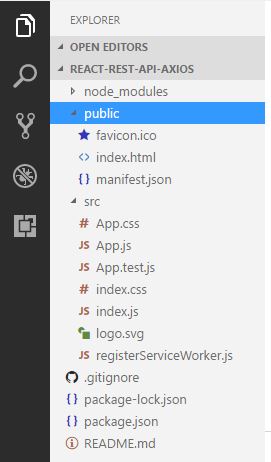 EXPLORER
OPEN EDITORS
REACT-REST-API-AXIOS
node_modules
public
favicon.ico
index.html
manifest.json
src
App.css
App.js
App.test.js
index.css
index.js
logo.svg
registerServiceWorker.js
.gitignore
package-lock.json
package.json
README.md